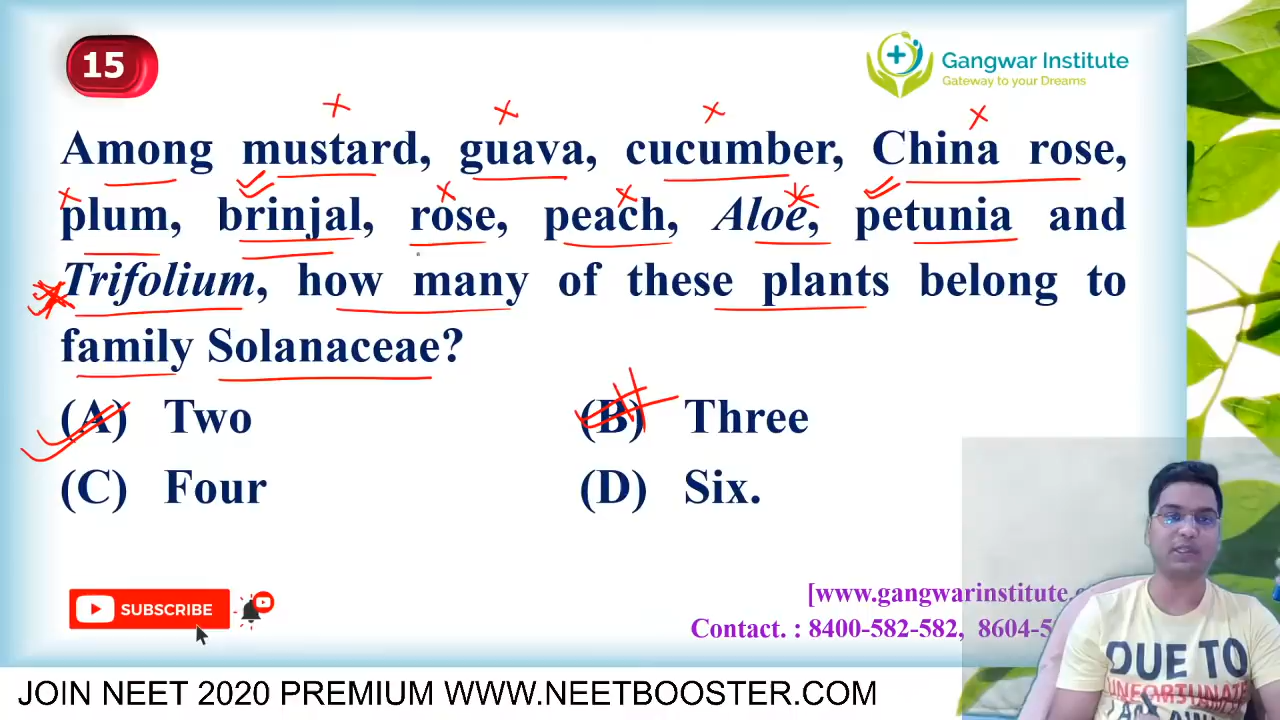 15
Gangwar Institute
Gateway to your Dreams
Among mustard, guava, cucumber, China rose,
plum, brinjal, rose, peach, Aloe, petunia and
Trifolium, how many of these plants belong to
family Solanaceae?
(A) Two (B) Three
(C) Four (D) Six.
SUBSCRIBE
[www.gangwarinstitute.
Contact. : 8400-582-582, 8604-5
DUE TO
UNFORTUNATE
JOIN NEET 2020 PREMIUM WWW.NEETBOOSTER.COM